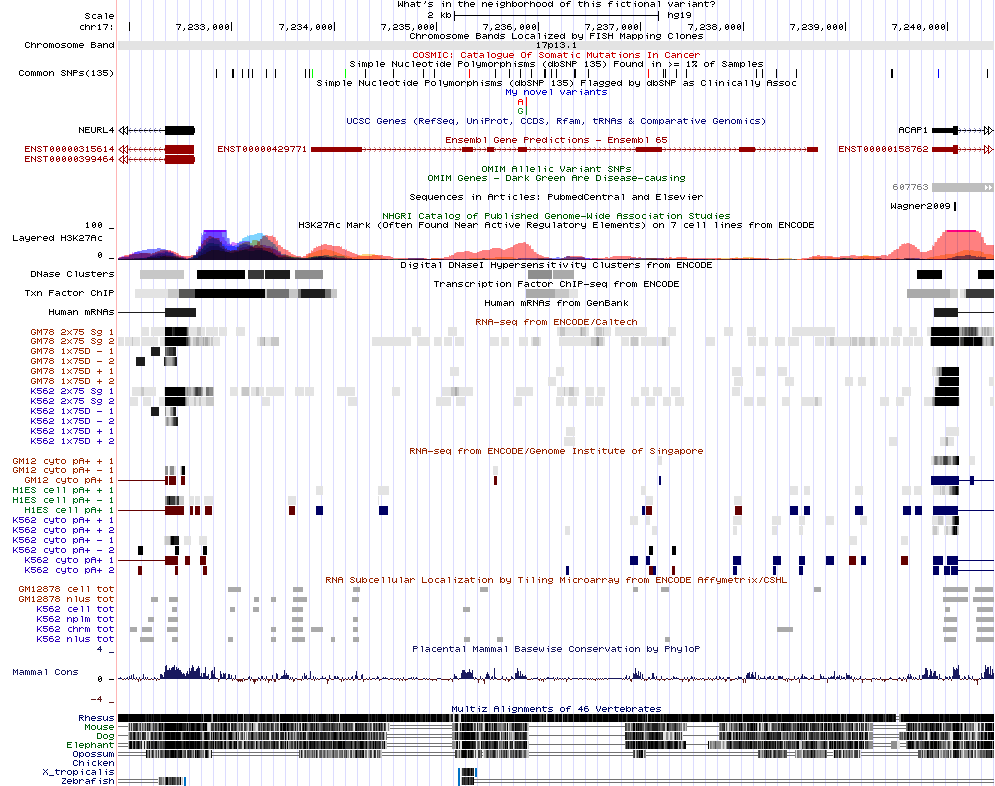 What's in the neighborhood of this fictional variant?
Scale 2 kb hg19
chr17: 7,233,000 7,234,000 7,235,000 7,236,000 7,237,000 7,238,000 7,239,000 7,240,000
Chromosome Bands Localized by FISH Mapping Clones
Chromosome Band 17p13.1
COSMIC: Catalogue Of Somatic Mutations In Cancer
Simple Nucleotide Polymorphisms (dbSNP 135) Found in >= 1% of Samples
Common SNPs(135)
Simple Nucleotide Polymorphisms (dbSNP 135) Flagged by dbSNP as Clinically Assoc
My novel variants
A
G
UCSC Genes (RefSeq, UniProt, CCDS, Rfam, tRNAs & Comparative Genomics)
NEURL4 ACAP1
Ensembl Gene Predictions - Ensembl 65
ENST00000315614 ENST00000429771 ENST00000158762
ENST00000399464
OMIM Allelic Variant SNPs
OMIM Genes - Dark Green Are Disease-causing
607763
Sequences in Articles: PubmedCentral and Elsevier
Wagner2009
NHGRI Catalog of Published Genome-Wide Association Studies
H3K27Ac Mark (Often Found Near Active Regulatory Elements) on 7 cell lines from ENCODE
100 _
Layered H3K27Ac
0 _
Digital DNaseI Hypersensitivity Clusters from ENCODE
DNase Clusters
Transcription Factor ChIP-seq from ENCODE
Txn Factor ChIP
Human mRNAs from GenBank
Human mRNAs
RNA-seq from ENCODE/Caltech
GM78 2x75 Sg 1
GM78 2x75 Sg 2
GM78 1x75D - 1
GM78 1x75D - 2
GM78 1x75D + 1
GM78 1x75D + 2
K562 2x75 Sg 1
K562 2x75 Sg 2
K562 1x75D - 1
K562 1x75D - 2
K562 1x75D + 1
K562 1x75D + 2
RNA-seq from ENCODE/Genome Institute of Singapore
GM12 cyto pA+ + 1
GM12 cyto pA+ - 1
GM12 cyto pA+ 1
H1ES cell pA+ + 1
H1ES cell pA+ - 1
H1ES cell pA+ 1
K562 cyto pA+ + 1
K562 cyto pA+ + 2
K562 cyto pA+ - 1
K562 cyto pA+ - 2
K562 cyto pA+ 1
K562 cyto pA+ 2
RNA Subcellular Localization by Tiling Microarray from ENCODE Affymetrix/CSHL
GM12878 cell tot
GM12878 nlus tot
K562 cell tot
K562 nplm tot
K562 chrm tot
K562 nlus tot
Placental Mammal Basewise Conservation by PhyloP
4 _
Mammal Cons
0 -
-4 _
Multiz Alignments of 46 Vertebrates
Rhesus
Mouse
Dog
Elephant
Opossum
Chicken
X_tropicalis
Zebrafish